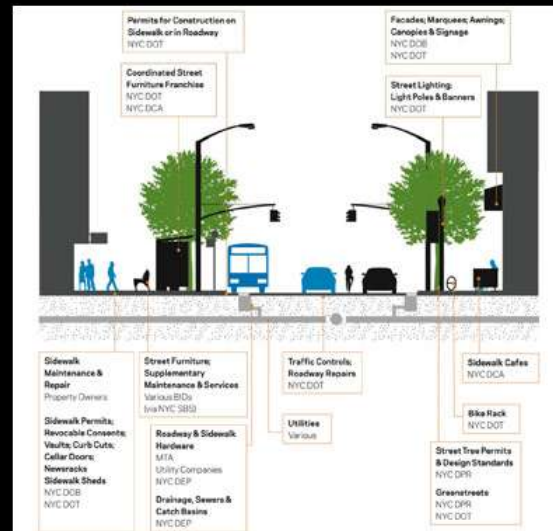 Permits for Construction on
Sidewalk or in Roadway
NYC DOT
Coordinated Street
Furniture Franchise
NYC DOT
NYC DCA
Facades; Marquees; Awnings;
Canopies & Signage
NYC DOB
NYC DOT
Street Lighting;
Light Poles & Banners
NYC DOT
Sidewalk
Maintenance &
Repair
Property Owners
Sidewalk Permits;
Revocable Consents;
Vaults; Curb Cuts;
Cellar Doors;
Newsracks
Sidewalk Sheds
NYC DOB
NYC DOT
Street Furniture;
Supplementary
Maintenance & Services
Various BIDs
(via NYC SBS)
Roadway & Sidewalk
Hardware
MTA
Utility Companies
NYC DEP
Drainage, Sewers &
Catch Basins
NYC DEP
Traffic Controls;
Roadway Repairs
NYC DOT
Utilities
Various
Sidewalk Cafes
NYC DCA
Bike Rack
NYC DOT
Street Tree Permits
& Design Standards
NYC DPR
Greenstreets
NYC DPR
NYC DOT